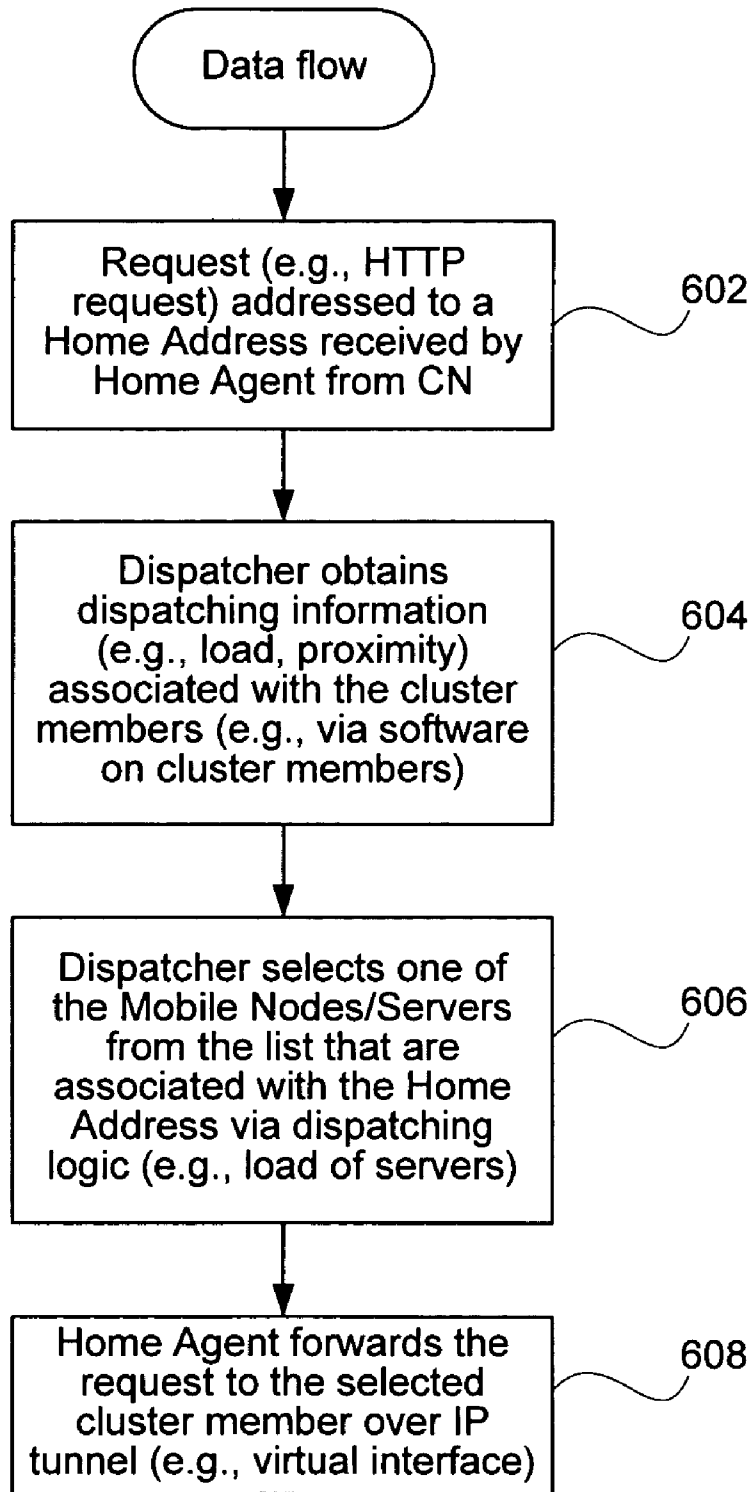 Data flow
Request (e.g., HTTP
request) addressed to a
Home Address received by
Home Agent from CN
602
Dispatcher obtains
dispatching information
(e.g., load, proximity)
associated with the cluster
members (e.g., via software
on cluster members)
604
Dispatcher selects one of
the Mobile Nodes/Servers
from the list that are
associated with the Home
Address via dispatching
logic (e.g., load of servers)
606
Home Agent forwards the
request to the selected
cluster member over IP
tunnel (e.g., virtual interface)
608